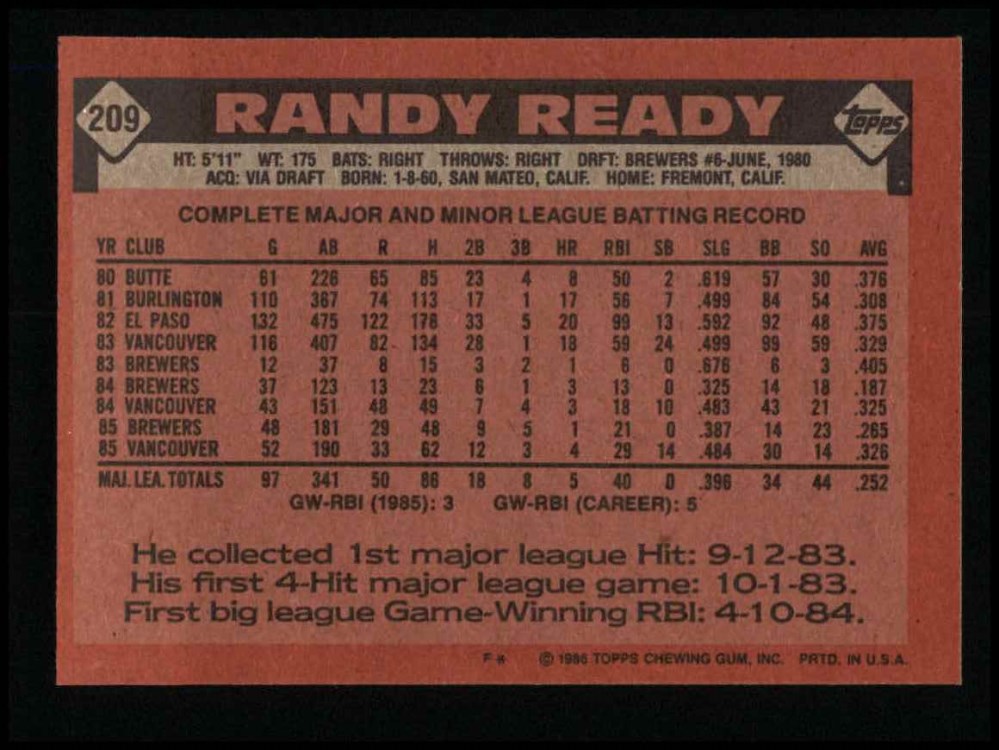 209 RANDY READY Topps
HT: 5'11" WT: 175 BATS: RIGHT THROWS: RIGHT DRFT: BREWERS #6-JUNE, 1980
ACQ: VIA DRAFT BORN: 1-8-60, SAN MATEO, CALIF. HOME: FREMONT, CALIF.
COMPLETE MAJOR AND MINOR LEAGUE BATTING RECORD
YR CLUB G AB R H 2B 3B HR RBI SB SLG BB SO AVG
80 BUTTE 61 226 65 85 23 4 8 50 2 .619 57 30 .376
81 BURLINGTON 110 367 74 113 17 1 17 56 7 .499 84 54 .308
82 EL PASO 132 475 122 178 33 5 20 99 13 .592 92 48 .375
83 VANCOUVER 116 407 82 134 28 1 18 59 24 .499 99 59 .329
83 BREWERS 12 37 8 15 3 2 1 6 0 .676 6 3 .405
84 BREWERS 37 123 13 23 6 1 3 13 0 .325 14 18 .187
84 VANCOUVER 43 151 48 49 7 4 3 18 10 .483 43 21 .325
85 BREWERS 48 181 29 48 9 5 1 21 0 .387 14 23 .265
85 VANCOUVER 52 190 33 62 12 3 4 29 14 .484 30 14 .326
MAJ. LEA. TOTALS 97 341 50 86 18 8 5 40 0 .396 34 44 .252
GW-RBI (1985): 3 GW-RBI (CAREER): 5
He collected 1st major league Hit: 9-12-83.
His first 4-Hit major league game: 10-1-83.
First big league Game-Winning RBI: 4-10-84.
F* © 1986 TOPPS CHEWING GUM, INC. PRTD. IN U.S.A.